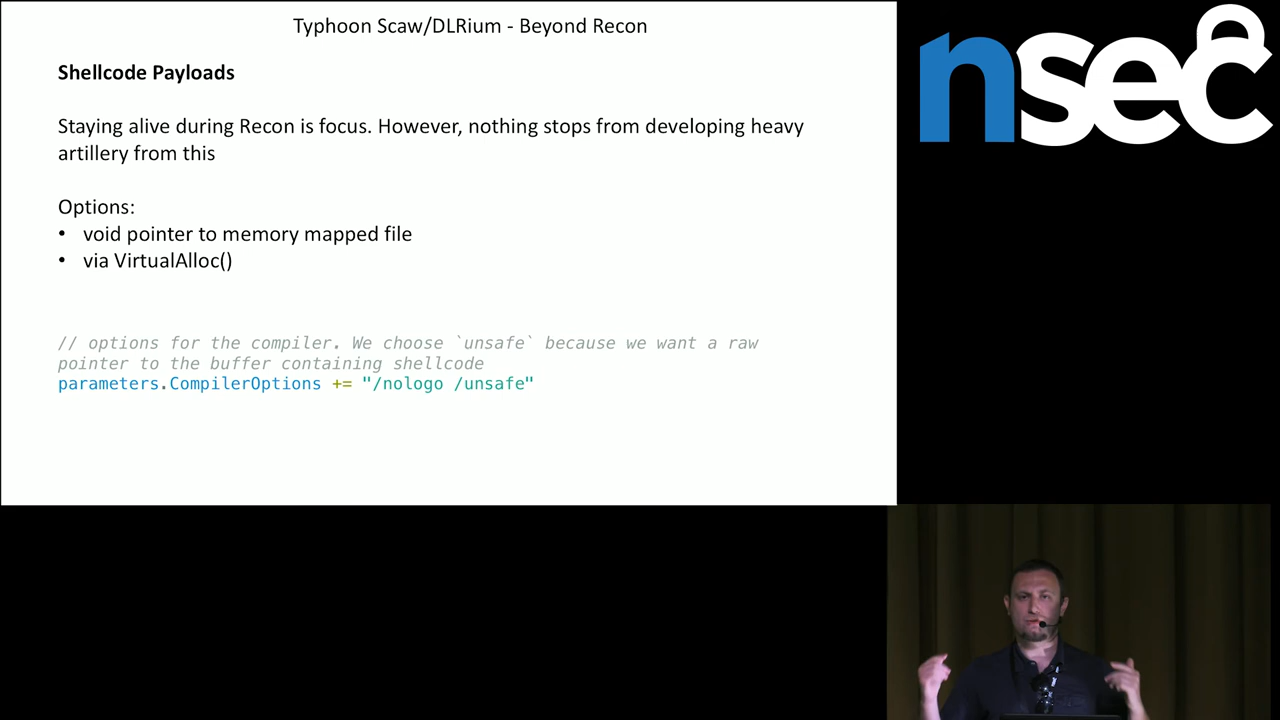 Typhoon Scaw/DLRium - Beyond Recon
Shellcode Payloads
Staying alive during Recon is focus. However, nothing stops from developing heavy
artillery from this
Options:
• void pointer to memory mapped file
• via VirtualAlloc()
// options for the compiler. We choose `unsafe` because we want a raw
pointer to the buffer containing shellcode
parameters.CompilerOptions += "/nologo /unsafe"
nsec